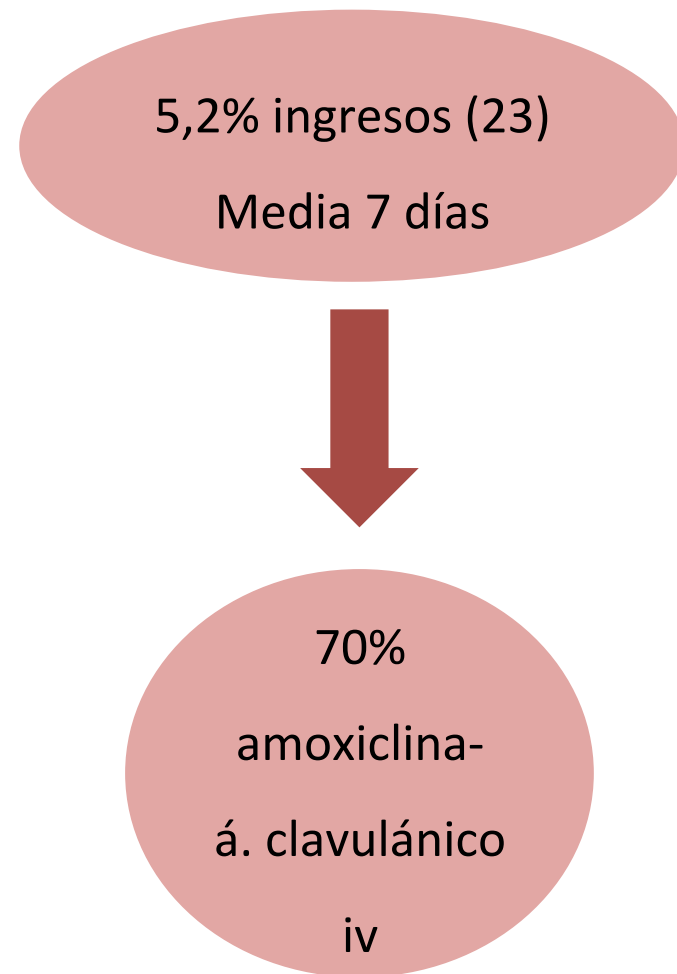 5,2% ingresos (23)
Media 7 días
70%
amoxiclina-
á. clavulánico
iv